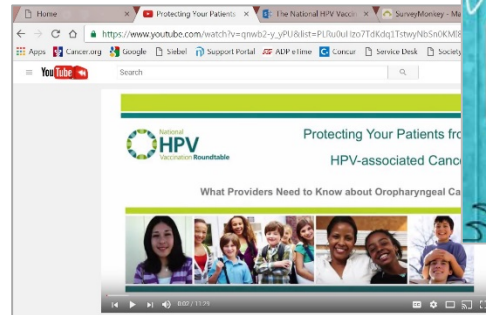 Home
Protecting Your Patients
The National HPV Vaccin
SurveyMonkey - Ma
https://www.youtube.com/watch?v=qnwb2-y_yPU&list=
Apps Cancer.org Google Siebel Support Portal ADP eTime Concur Service Desk Society
YouTube
Search
National
HPV
Vaccination Roundtable
Protecting Your Patients fro
HPV-associated Cance
What Providers Need to Know about Oropharyngeal Ca
0:02 / 11:29